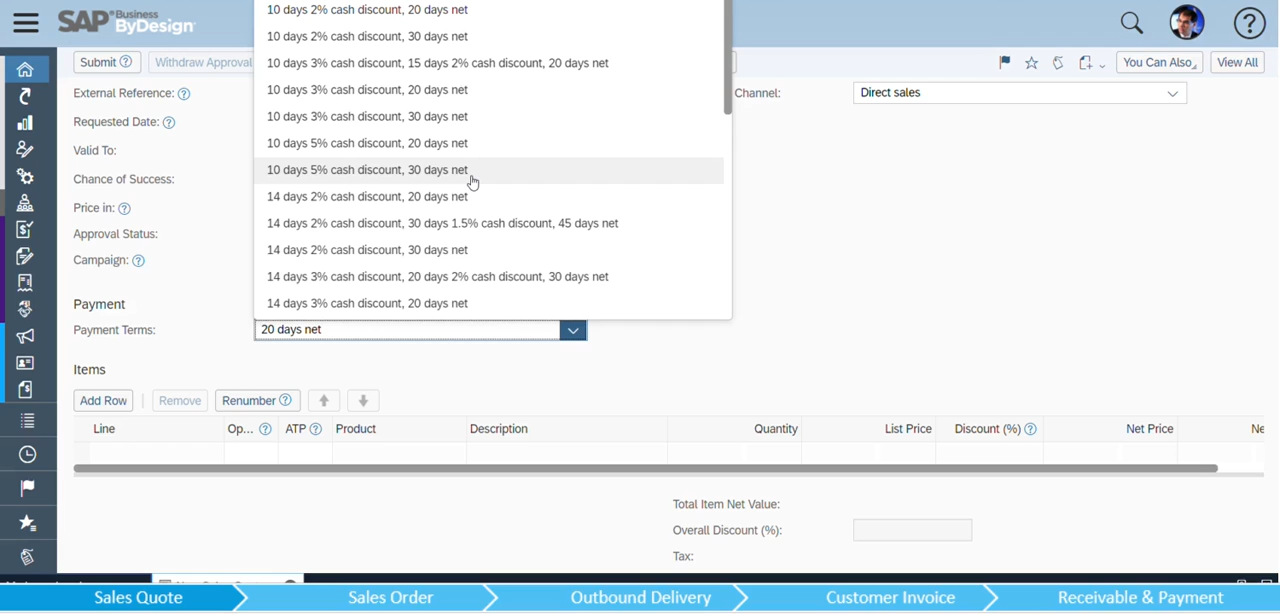 SAP Business ByDesign
Submit
Withdraw Approval
You Can Also
View All
External Reference:
Requested Date:
Valid To:
Chance of Success:
Price in:
Approval Status:
Campaign:
10 days 2% cash discount, 20 days net
10 days 2% cash discount, 30 days net
10 days 3% cash discount, 15 days 2% cash discount, 20 days net
10 days 3% cash discount, 20 days net
10 days 3% cash discount, 30 days net
10 days 5% cash discount, 20 days net
10 days 5% cash discount, 30 days net
14 days 2% cash discount, 20 days net
14 days 2% cash discount, 30 days 1.5% cash discount, 45 days net
14 days 2% cash discount, 30 days net
14 days 3% cash discount, 20 days 2% cash discount, 30 days net
14 days 3% cash discount, 20 days net
Channel: Direct sales
Payment
Payment Terms: 20 days net
Items
Add Row Remove Renumber
Line Op... ATP Product Description Quantity List Price Discount (%) Net Price Ne
Total Item Net Value:
Overall Discount (%):
Tax:
Sales Quote Sales Order Outbound Delivery Customer Invoice Receivable & Payment